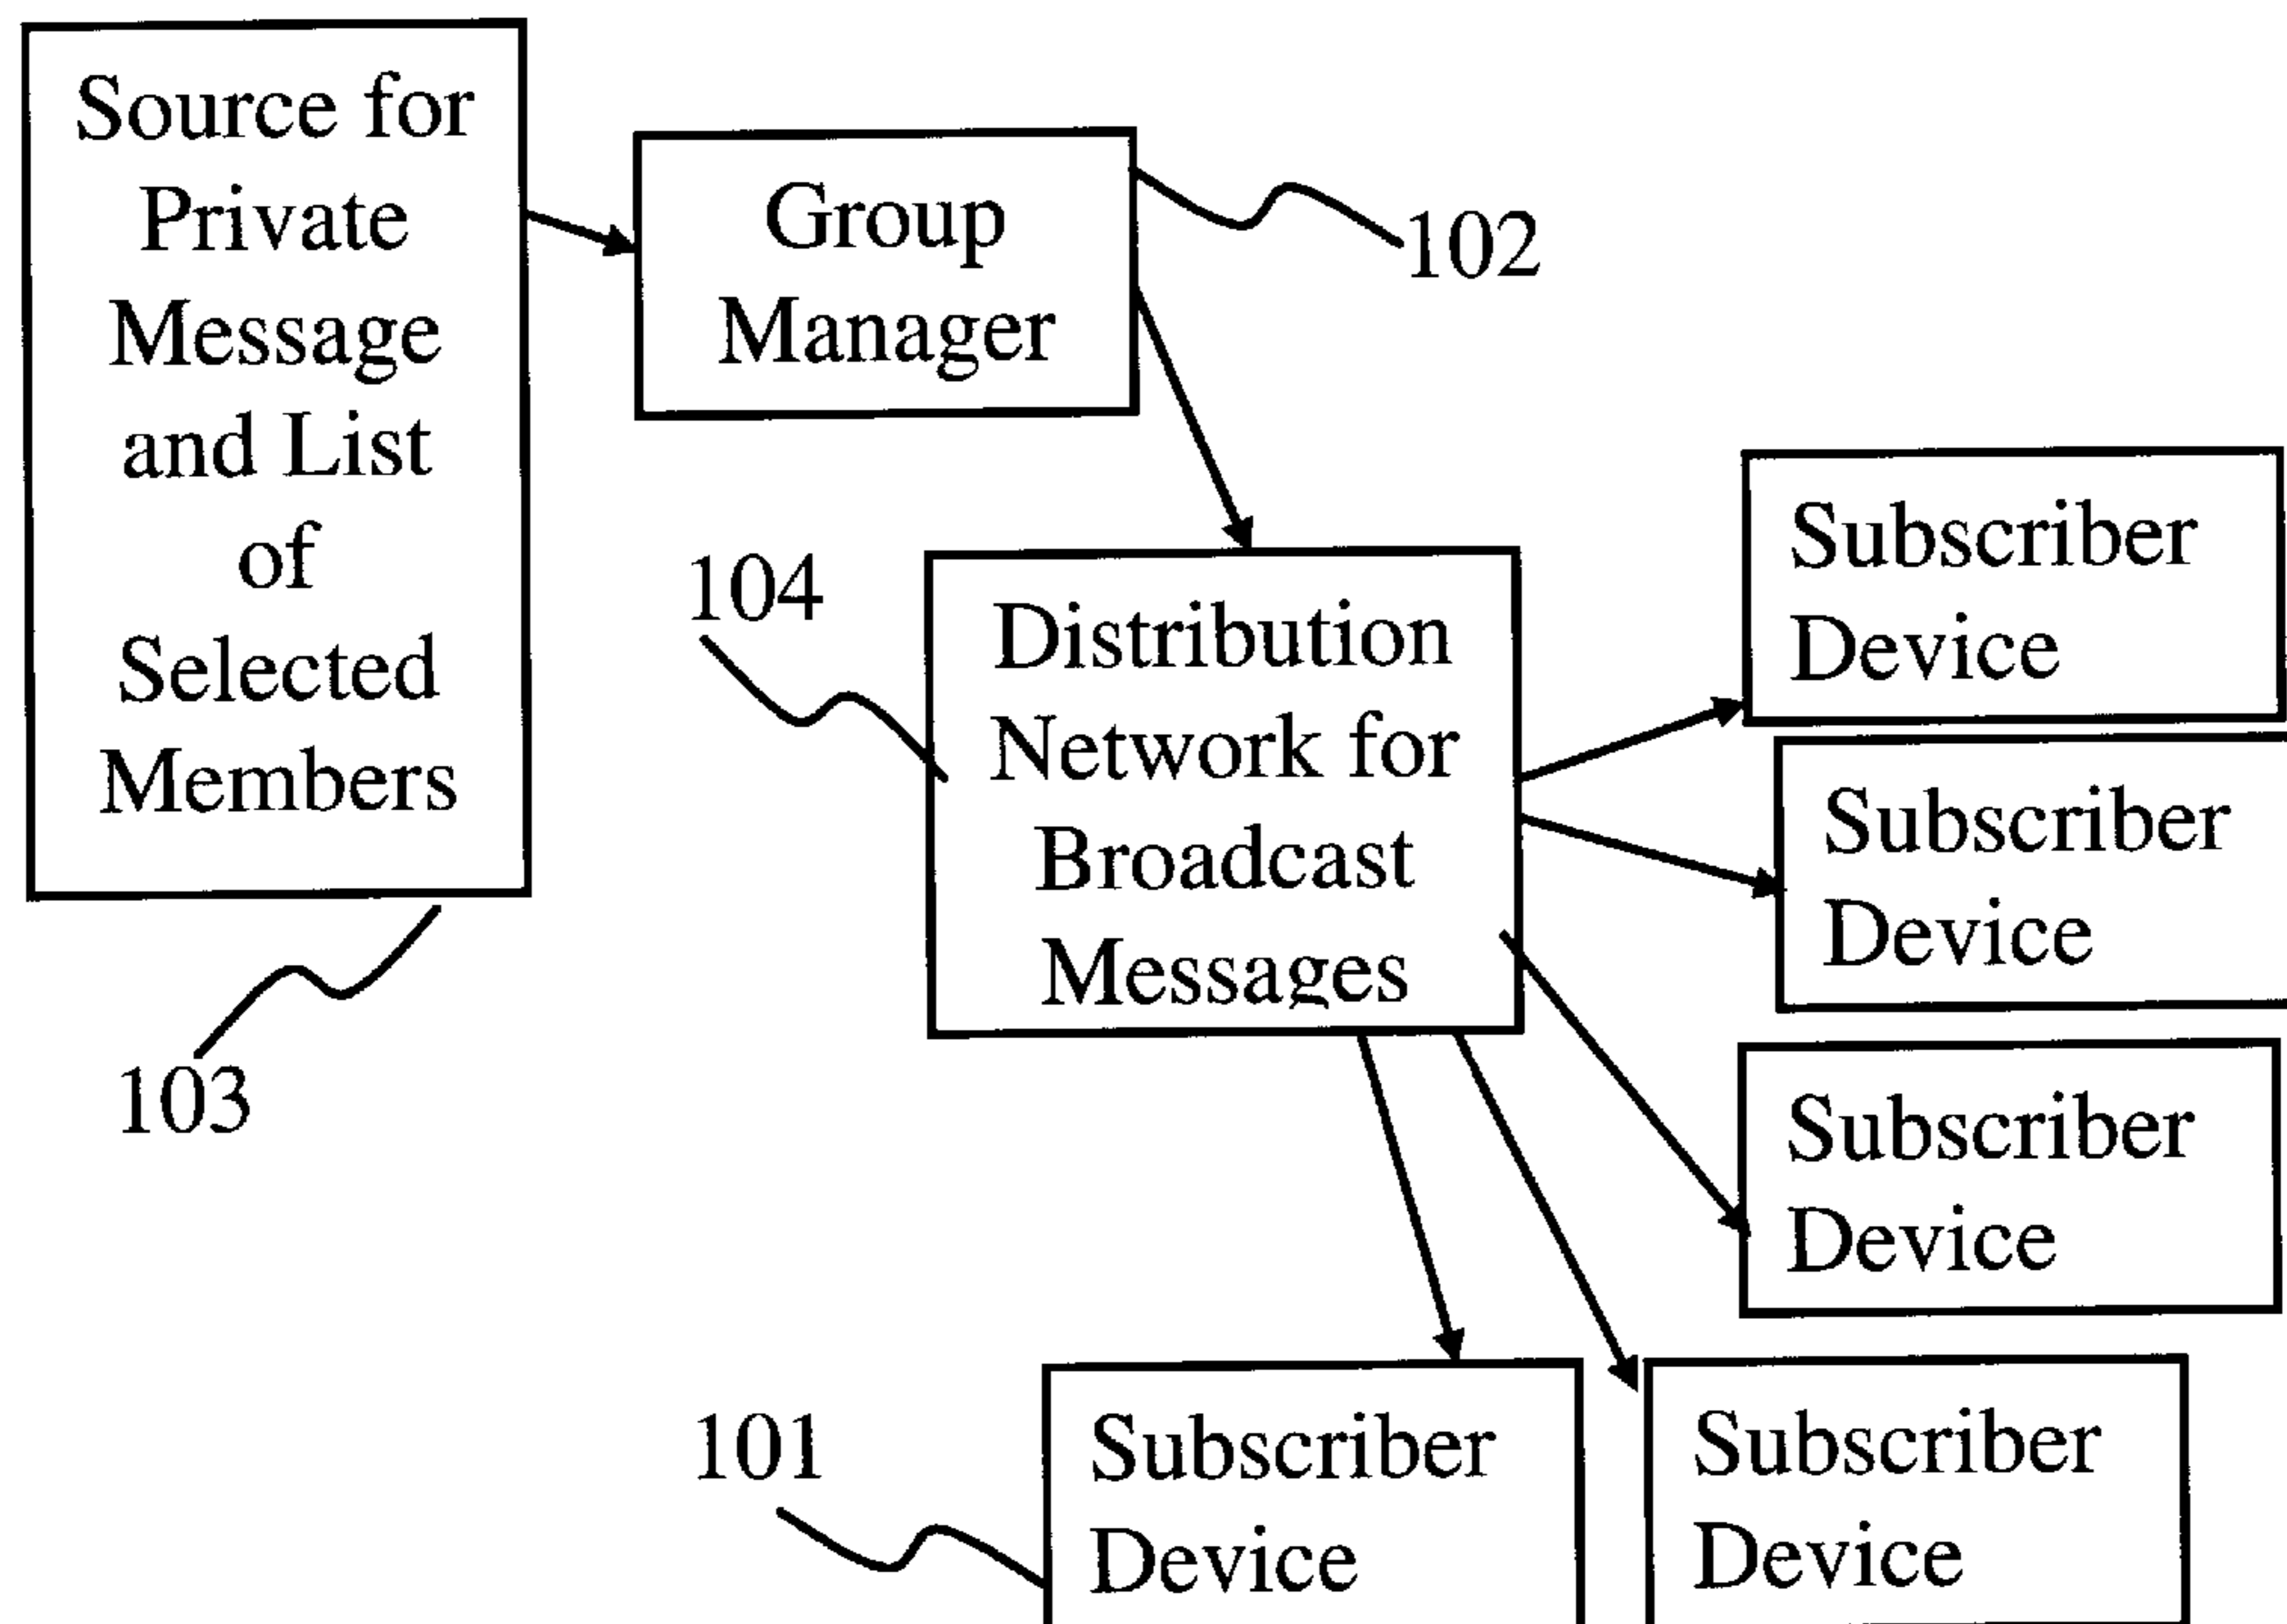 Source for
Private
Message
and List
of
Selected
Members
103
Group
Manager
102
104
Distribution
Network for
Broadcast
Messages
Subscriber
Device
Subscriber
Device
Subscriber
Device
101
Subscriber
Device
Subscriber
Device